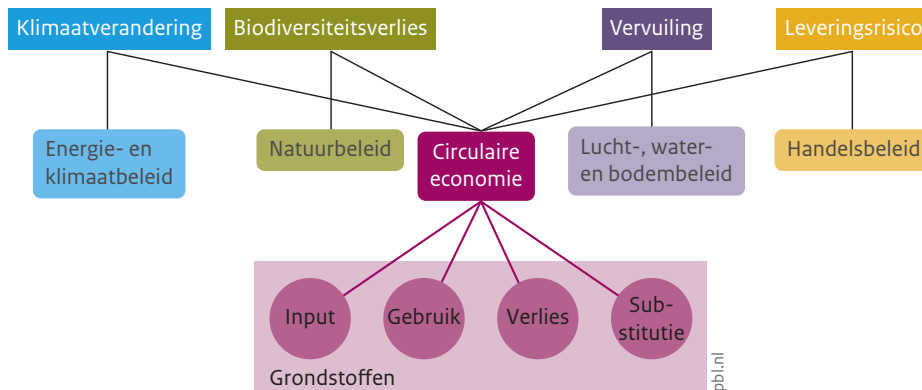 Klimaatverandering
Biodiversiteitsverlies
Vervuiling
Leveringsrisico
Energie- en
klimaatbeleid
Natuurbeleid
Circulaire
economie
Lucht-, water-
en bodembeleid
Handelsbeleid
Input
Gebruik
Verlies
Sub-
stitutie
Grondstoffen
pbl.nl